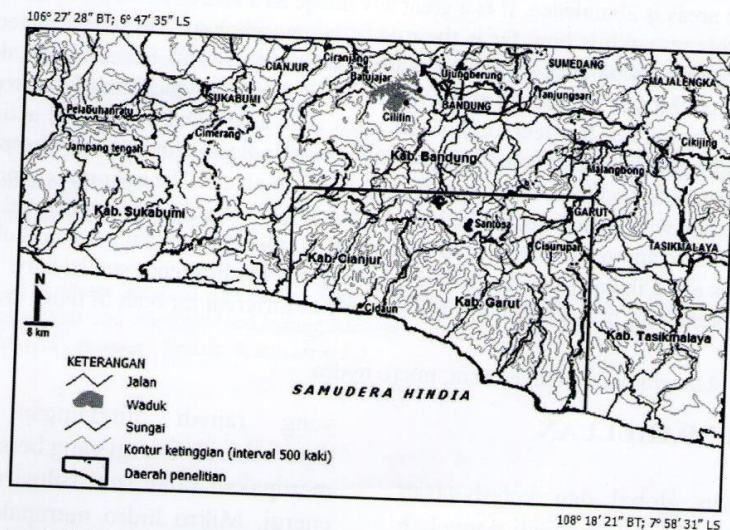 106° 27' 28" BT; 6° 47' 35" LS
CIANJUR
Ciranjang
Batujajar
Ujungberung
SUMEDANG
MAJALENGKA
SUKABUMI
BANDUNG
Tanjungsari
Pelabuhanratu
Cimerang
Cililin
Cikijing
Jampang tengah
Kab. Bandung
Malangbong
Kab. Sukabumi
Santosa
GARUT
Kab. Cianjur
Cisurupan
TASIKMALAYA
N
8 km
Cidaun
Kab. Garut
Kab. Tasikmalaya
KETERANGAN
Jalan
Waduk
Sungai
Kontur ketinggian (interval 500 kaki)
Daerah penelitian
SAMUDERA HINDIA
108° 18' 21" BT; 7° 58' 31" LS